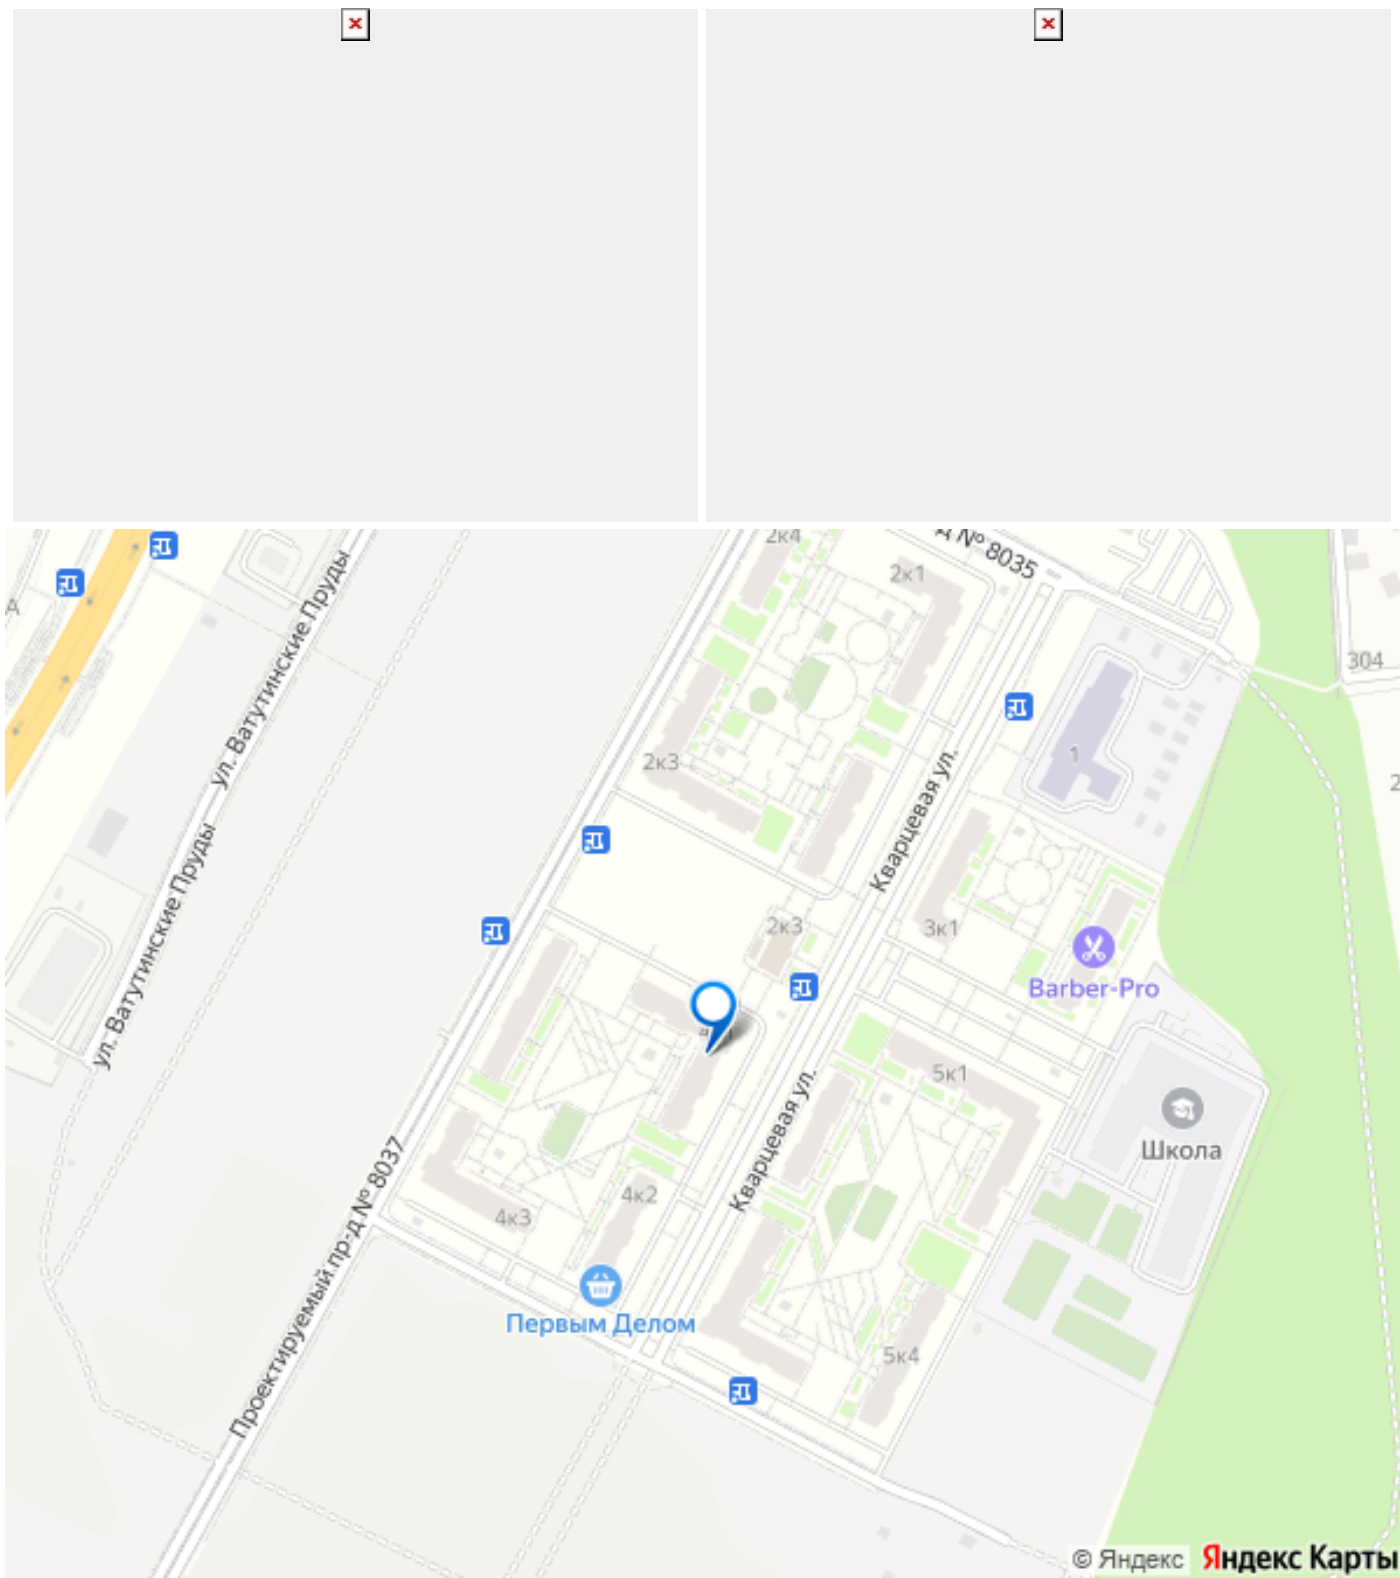 2к4
д № 8035
2к1
А
304
ул. Ватутинские Пруды
2к3
1
2
Кварцевая ул.
ул. Ватутинские Пруды
2к3
3к1
Barber-Pro
5к1
Кварцевая ул.
Школа
4к2
4к3
Проектируемый пр-д № 8037
Первым Делом
5к4
© Яндекс Яндекс Карты